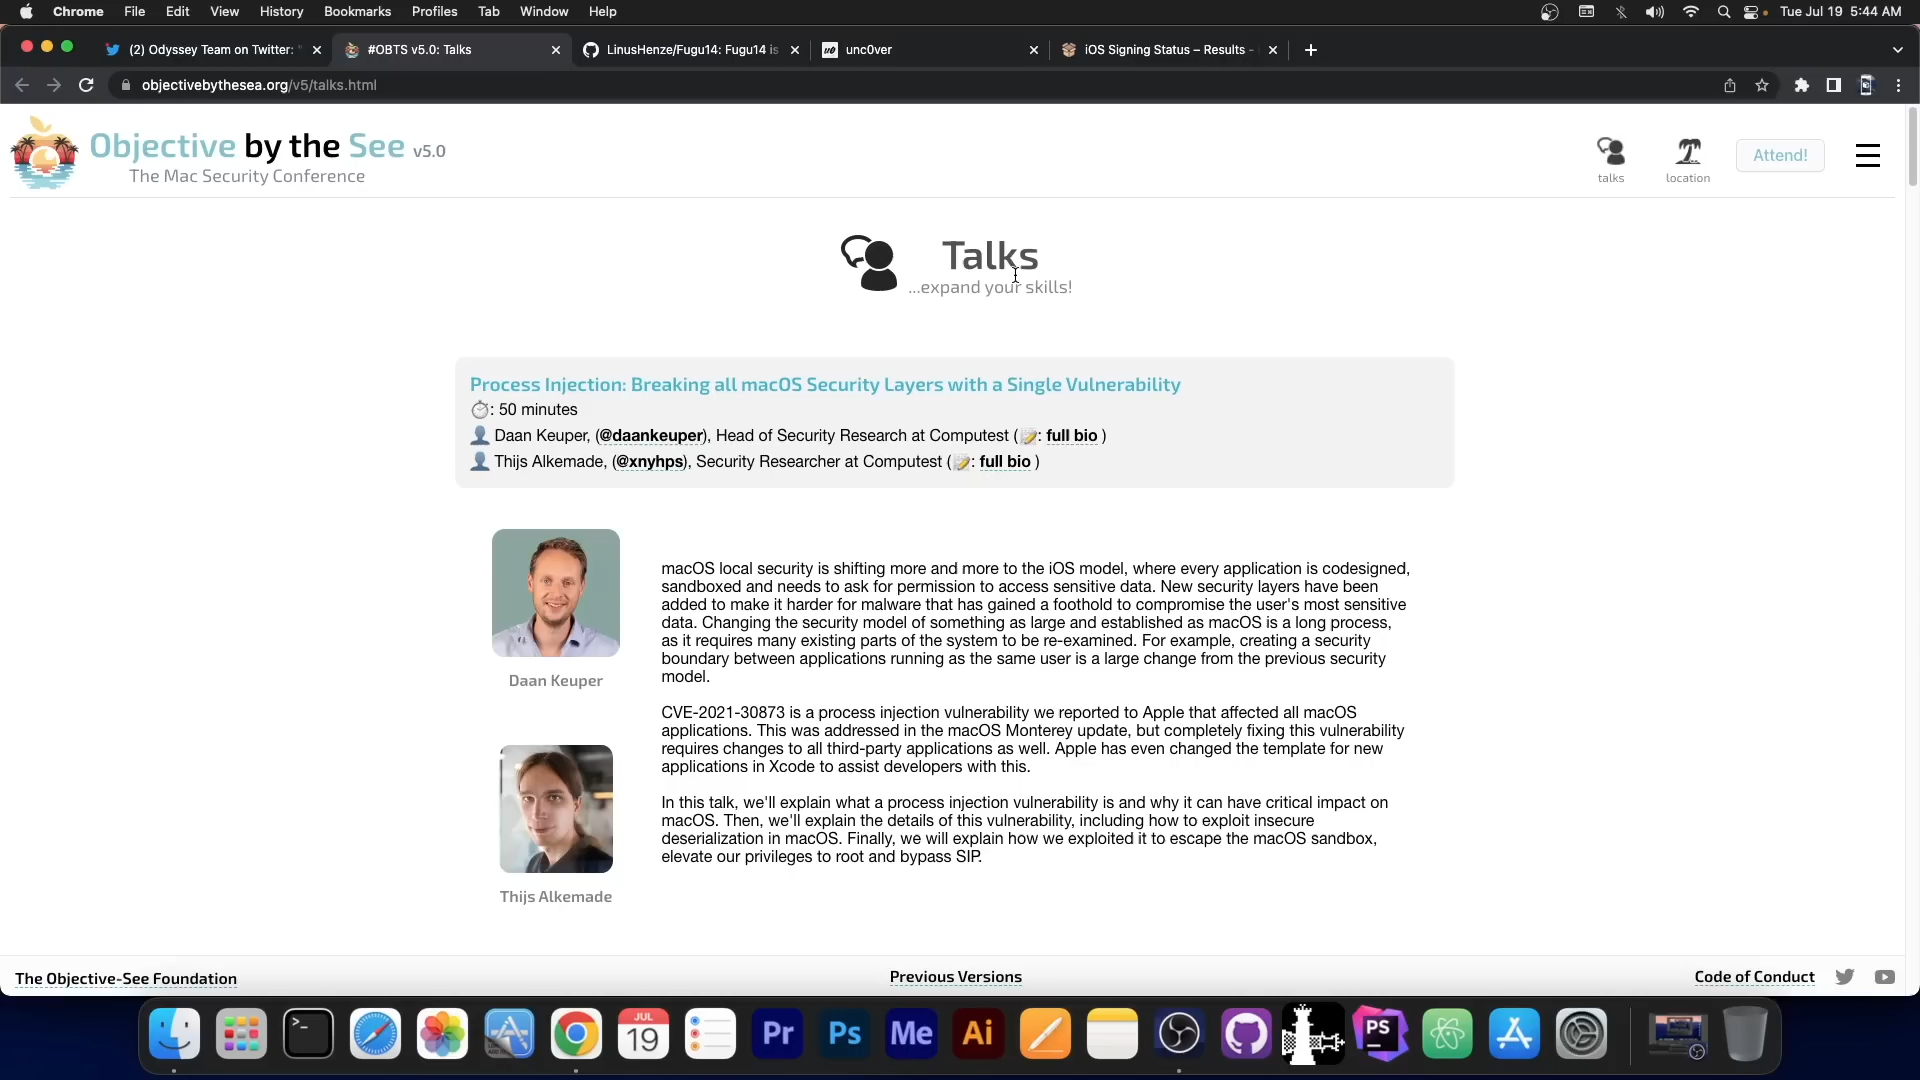 Chrome File Edit View History Bookmarks Profiles Tab Window Help Tue Jul 19 5:44 AM
(2) Odyssey Team on Twitter: " #OBTS v5.0: Talks LinusHenze/Fugu14: Fugu14 is unc0ver iOS Signing Status – Results -
objectivebythesea.org/v5/talks.html
Objective by the See v5.0
The Mac Security Conference
talks
location
Attend!
Talks
...expand your skills!
Process Injection: Breaking all macOS Security Layers with a Single Vulnerability
: 50 minutes
Daan Keuper, (@daankeuper), Head of Security Research at Computest ( : full bio )
Thijs Alkemade, (@xnyhps), Security Researcher at Computest ( : full bio )
Daan Keuper
Thijs Alkemade
macOS local security is shifting more and more to the iOS model, where every application is codesigned,
sandboxed and needs to ask for permission to access sensitive data. New security layers have been
added to make it harder for malware that has gained a foothold to compromise the user's most sensitive
data. Changing the security model of something as large and established as macOS is a long process,
as it requires many existing parts of the system to be re-examined. For example, creating a security
boundary between applications running as the same user is a large change from the previous security
model.
CVE-2021-30873 is a process injection vulnerability we reported to Apple that affected all macOS
applications. This was addressed in the macOS Monterey update, but completely fixing this vulnerability
requires changes to all third-party applications as well. Apple has even changed the template for new
applications in Xcode to assist developers with this.
In this talk, we'll explain what a process injection vulnerability is and why it can have critical impact on
macOS. Then, we'll explain the details of this vulnerability, including how to exploit insecure
deserialization in macOS. Finally, we will explain how we exploited it to escape the macOS sandbox,
elevate our privileges to root and bypass SIP.
The Objective-See Foundation
Previous Versions
Code of Conduct
JUL
19
Pr
Ps
Me
Ai
PS